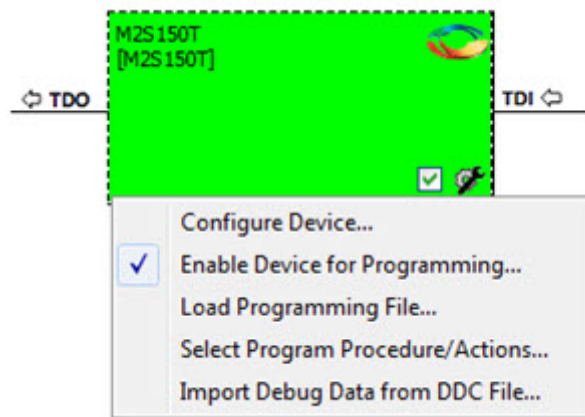 M2S150T
[M2S150T]
⇦ TDO
TDI ⇦
Configure Device...
Enable Device for Programming...
Load Programming File...
Select Program Procedure/Actions...
Import Debug Data from DDC File...